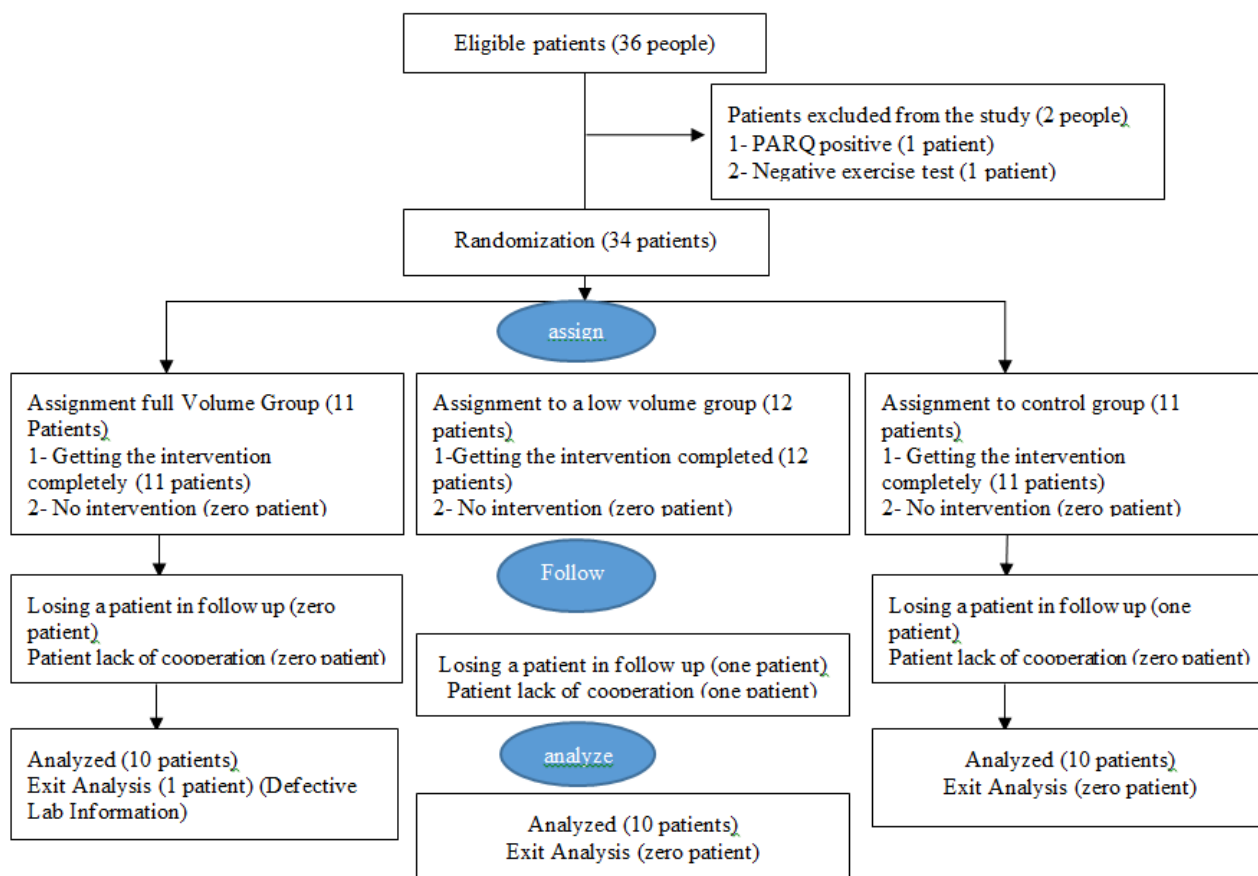 Eligible patients (36 people)
Patients excluded from the study (2 people)
1- PARQ positive (1 patient)
2- Negative exercise test (1 patient)
Randomization (34 patients)
assign
Assignment full Volume Group (11
Patients)
1- Getting the intervention
completely (11 patients)
2- No intervention (zero patient)
Assignment to a low volume group (12
patients)
1-Getting the intervention completed (12
patients)
2- No intervention (zero patient)
Assignment to control group (11
patients)
1- Getting the intervention
completely (11 patients)
2- No intervention (zero patient)
Follow
Losing a patient in follow up (zero
patient)
Patient lack of cooperation (zero patient)
Losing a patient in follow up (one patient)
Patient lack of cooperation (one patient)
Losing a patient in follow up (one
patient)
Patient lack of cooperation (zero patient)
analyze
Analyzed (10 patients)
Exit Analysis (1 patient) (Defective
Lab Information)
Analyzed (10 patients)
Exit Analysis (zero patient)
Analyzed (10 patients)
Exit Analysis (zero patient)